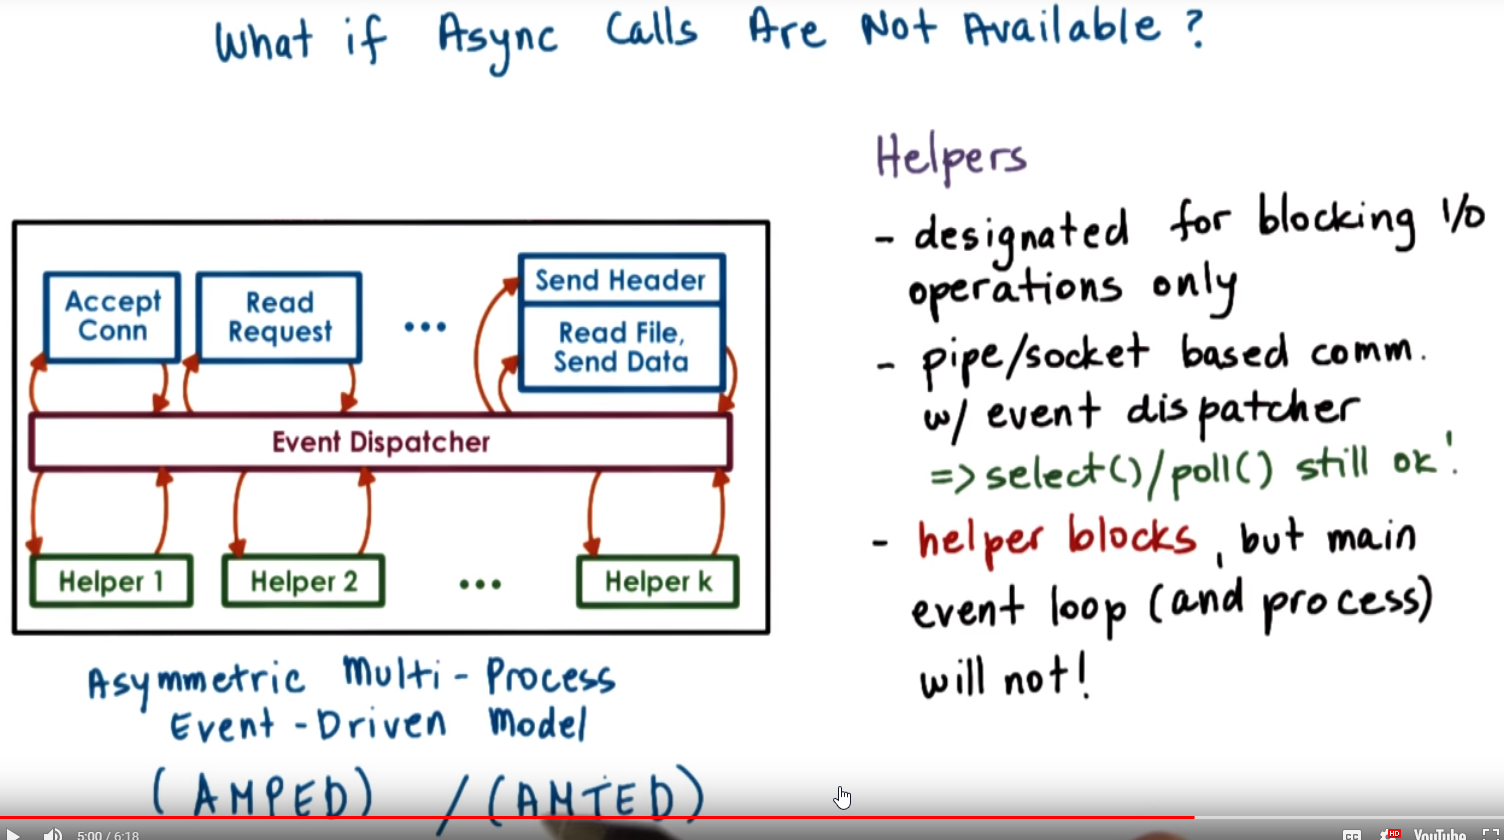 What if Async Calls Are Not Available?
Helpers
- designated for blocking I/O
operations only
- pipe/socket based comm.
w/ event dispatcher
=> select()/poll() still ok!
- helper blocks, but main
event loop (and process)
will not!
Accept
Conn
Read
Request
...
Send Header
Read File,
Send Data
Event Dispatcher
Helper 1
Helper 2
...
Helper k
Asymmetric Multi-Process
Event-Driven Model
(AMPED) / (AMTED)
5:00 / 6:18
CC
HD
YouTube